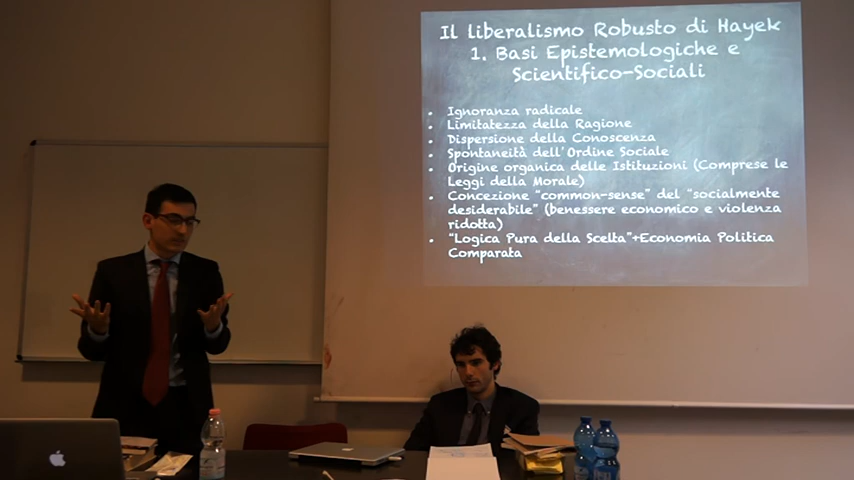 Il liberalismo Robusto di Hayek
1. Basi Epistemologiche e
Scientifico-Sociali
• Ignoranza radicale
• Limitatezza della Ragione
• Dispersione della Conoscenza
• Spontaneità dell'Ordine Sociale
• Origine organica delle Istituzioni (Comprese le
Leggi della Morale)
• Concezione "common-sense" del "socialmente
desiderabile" (benessere economico e violenza
ridotta)
• "Logica Pura della Scelta"+Economia Politica
Comparata